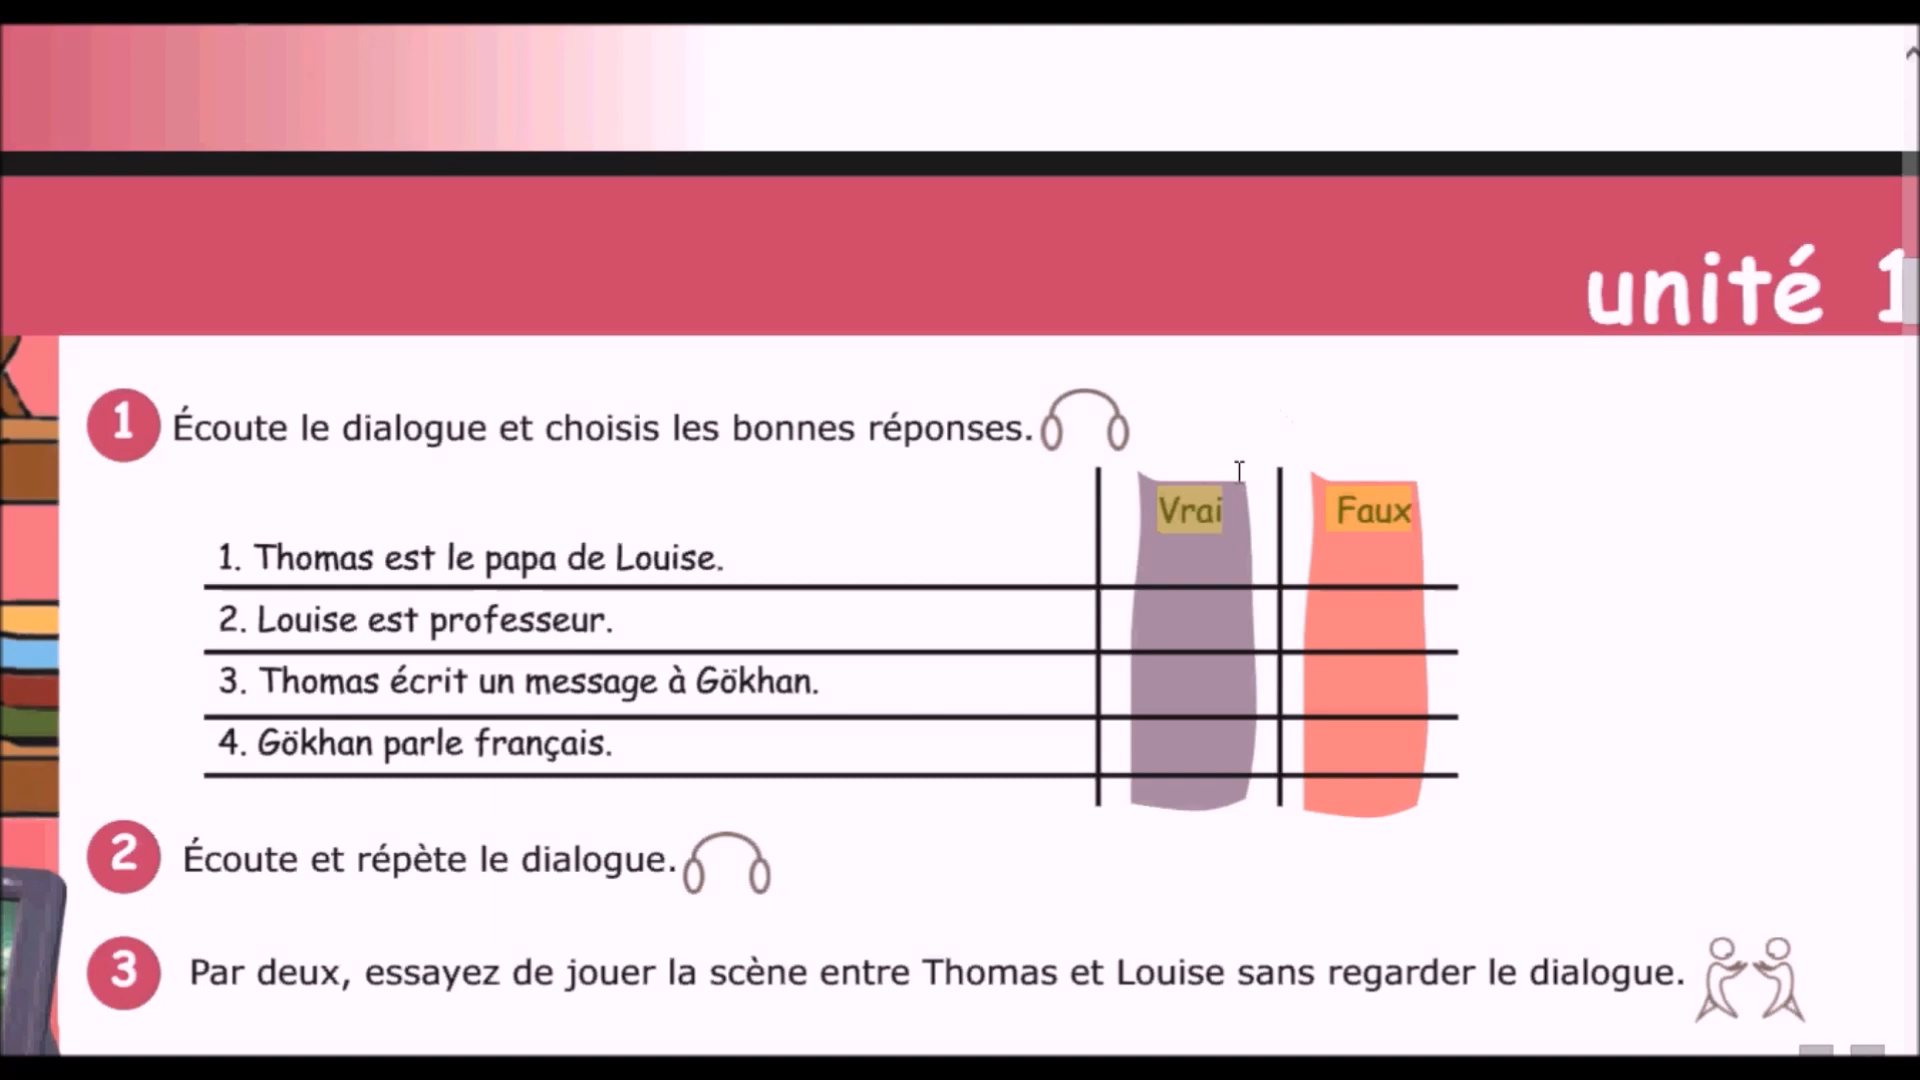 unité 1
1 Écoute le dialogue et choisis les bonnes réponses.
Vrai Faux
1. Thomas est le papa de Louise.
2. Louise est professeur.
3. Thomas écrit un message à Gökhan.
4. Gökhan parle français.
2 Écoute et répète le dialogue.
3 Par deux, essayez de jouer la scène entre Thomas et Louise sans regarder le dialogue.